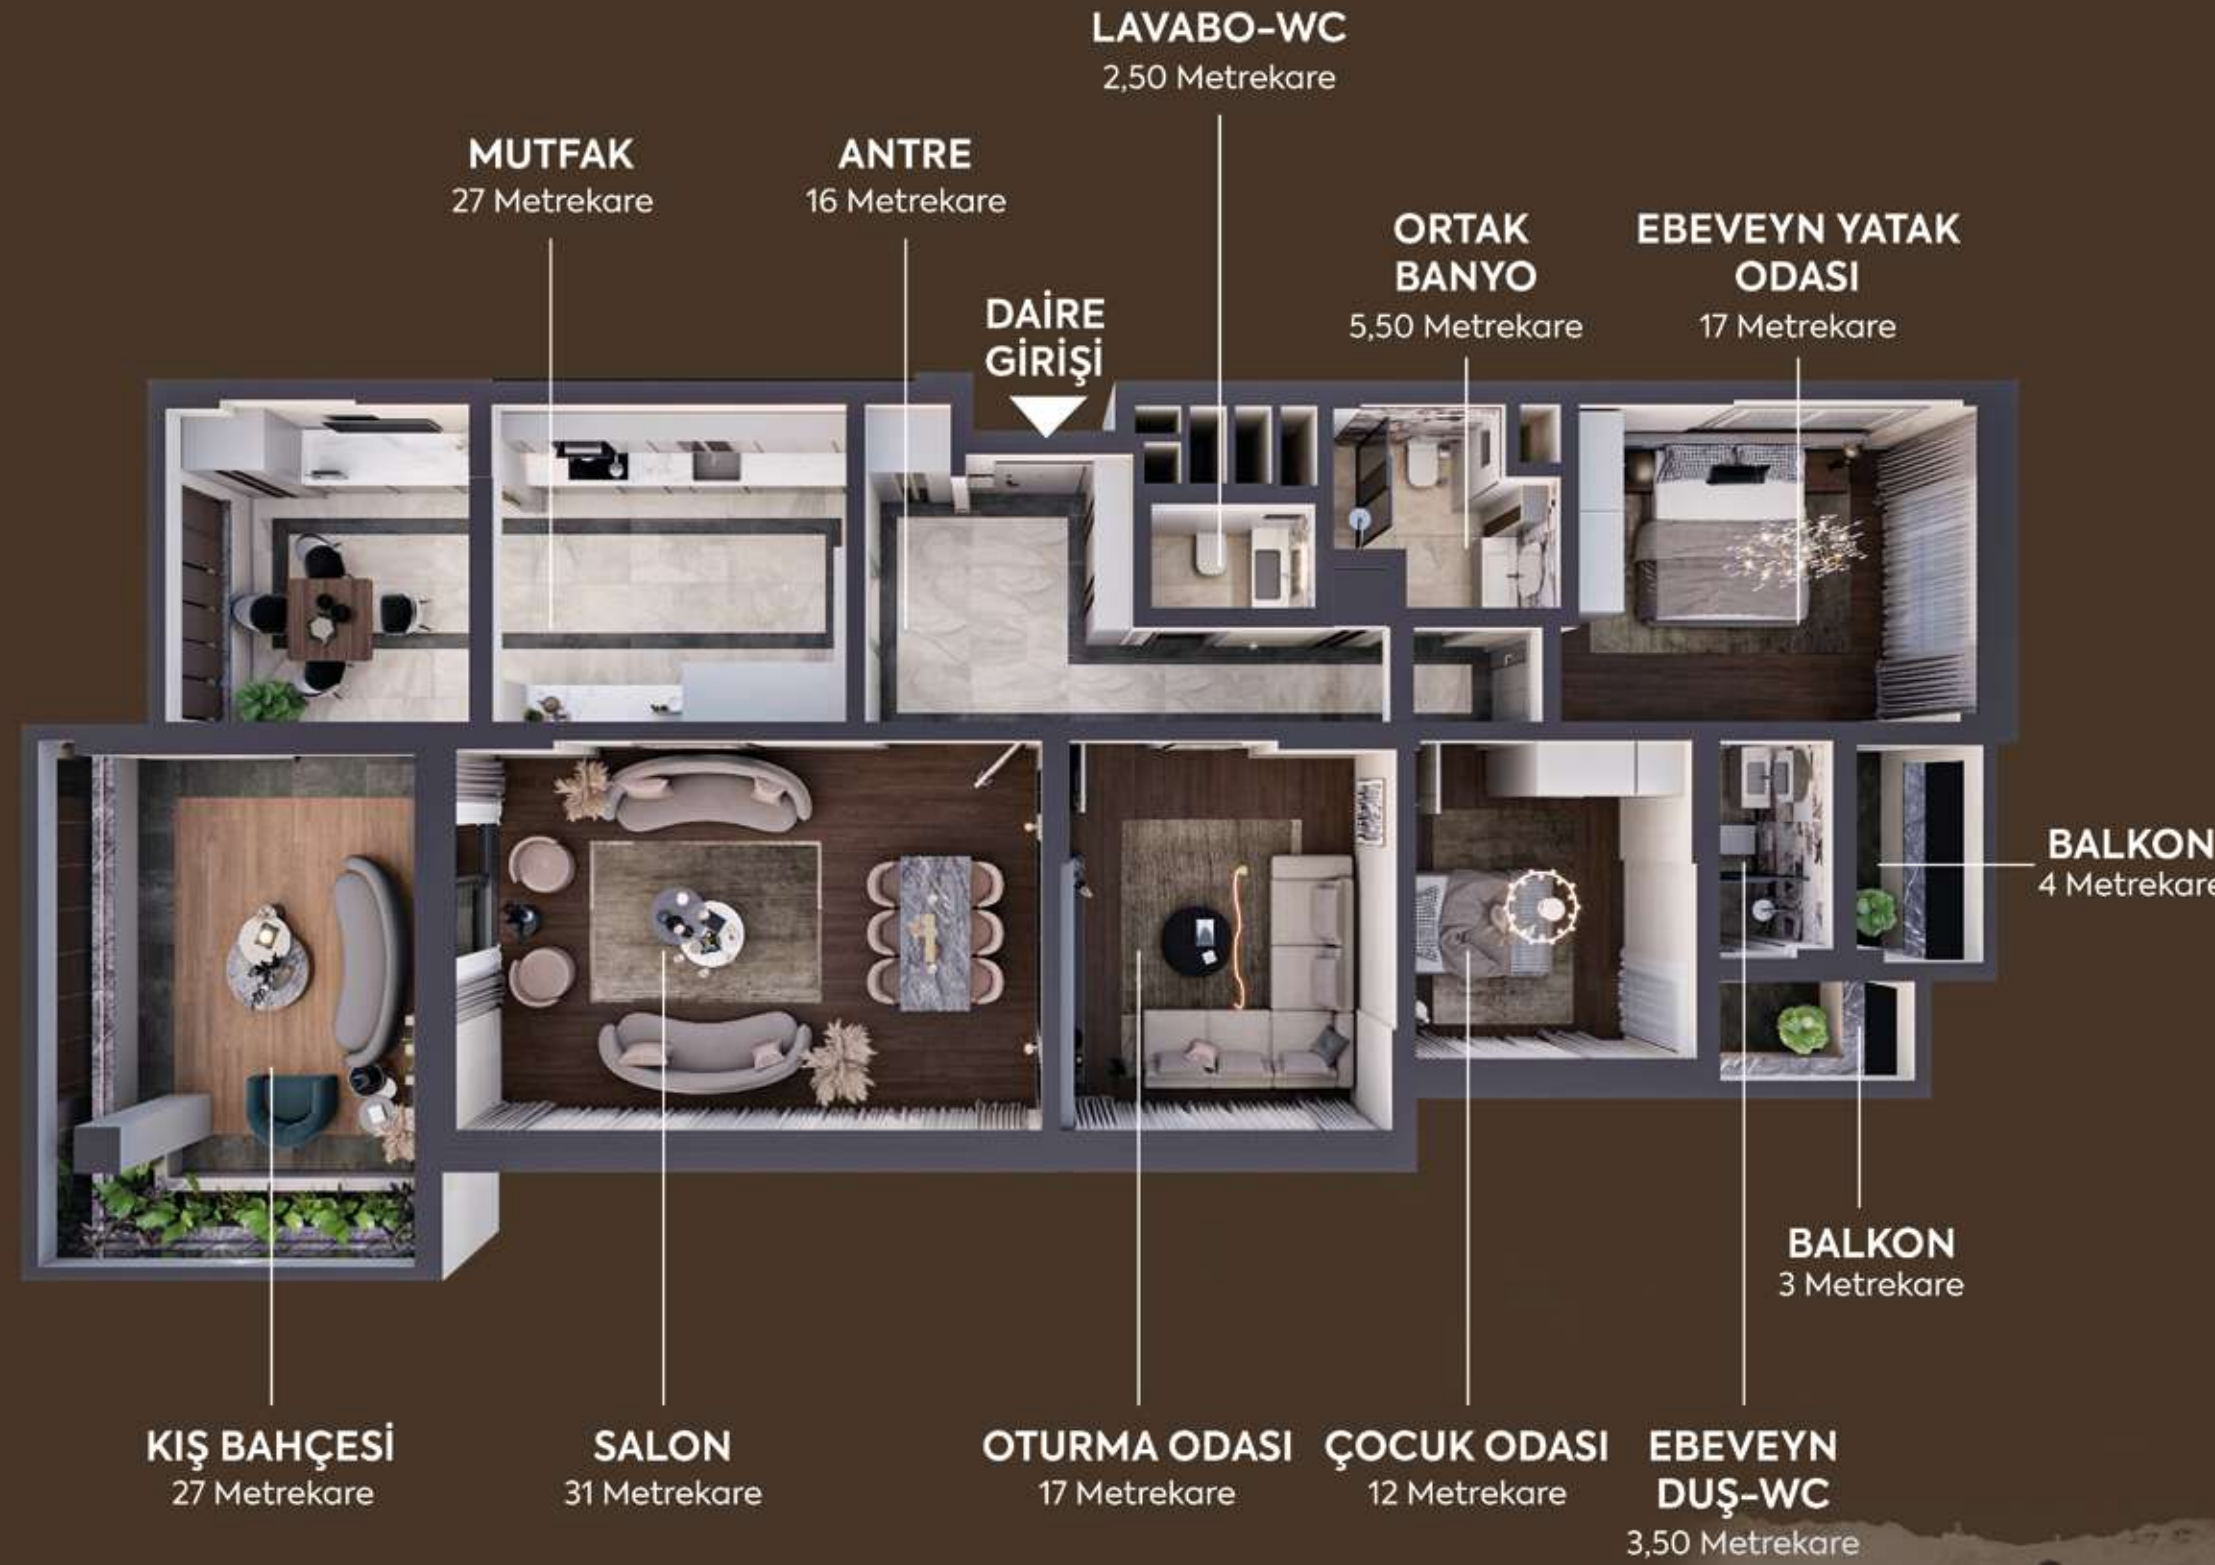 LAVABO-WC
2,50 Metrekare
MUTFAK
27 Metrekare
ANTRE
16 Metrekare
DAİRE
GİRİŞİ
ORTAK
BANYO
5,50 Metrekare
EBEVEYN YATAK
ODASI
17 Metrekare
BALKON
4 Metrekare
BALKON
3 Metrekare
KIŞ BAHÇESİ
27 Metrekare
SALON
31 Metrekare
OTURMA ODASI
17 Metrekare
ÇOCUK ODASI
12 Metrekare
EBEVEYN
DUŞ-WC
3,50 Metrekare